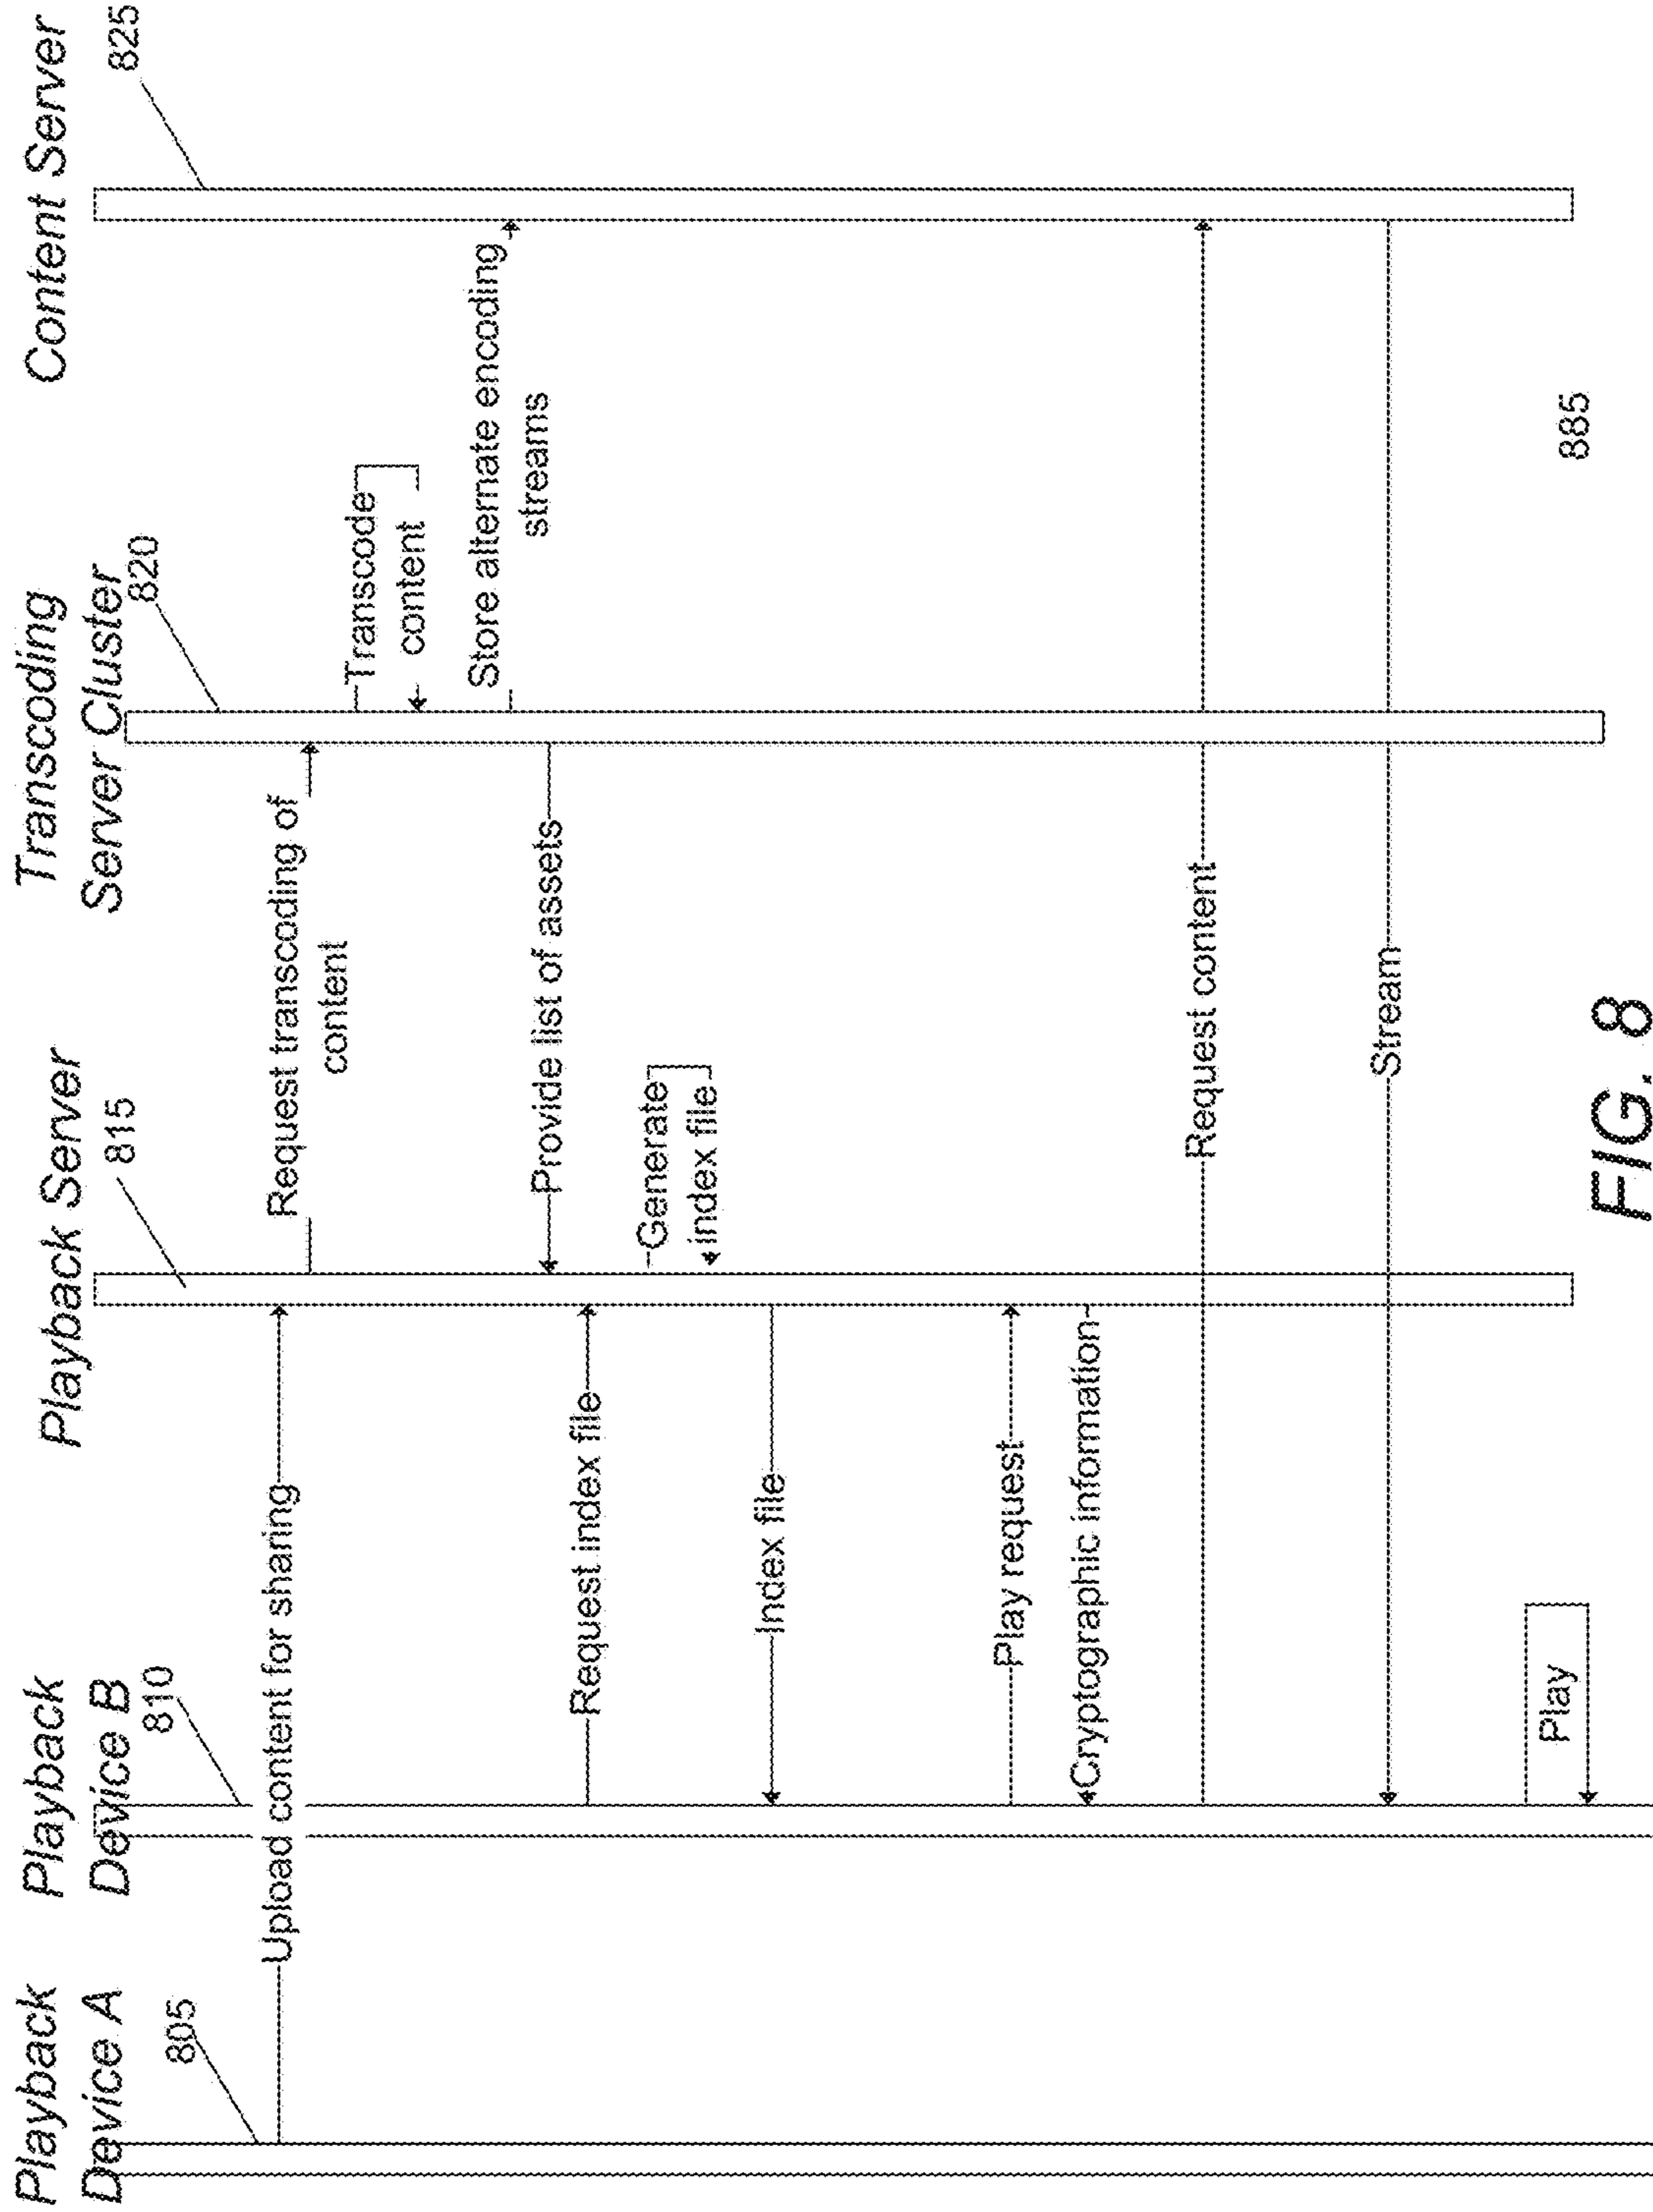 Playback
Device A
805
Playback
Device B
810
Playback Server
815
Transcoding
Server Cluster
820
Content Server
825
Upload content for sharing
Request transcoding of
content
Transcode
content
Store alternate encoding
streams
Provide list of assets
Request index file
Generate
index file
Index file
Play request
Cryptographic information
Request content
Stream
Play
885
FIG. 8